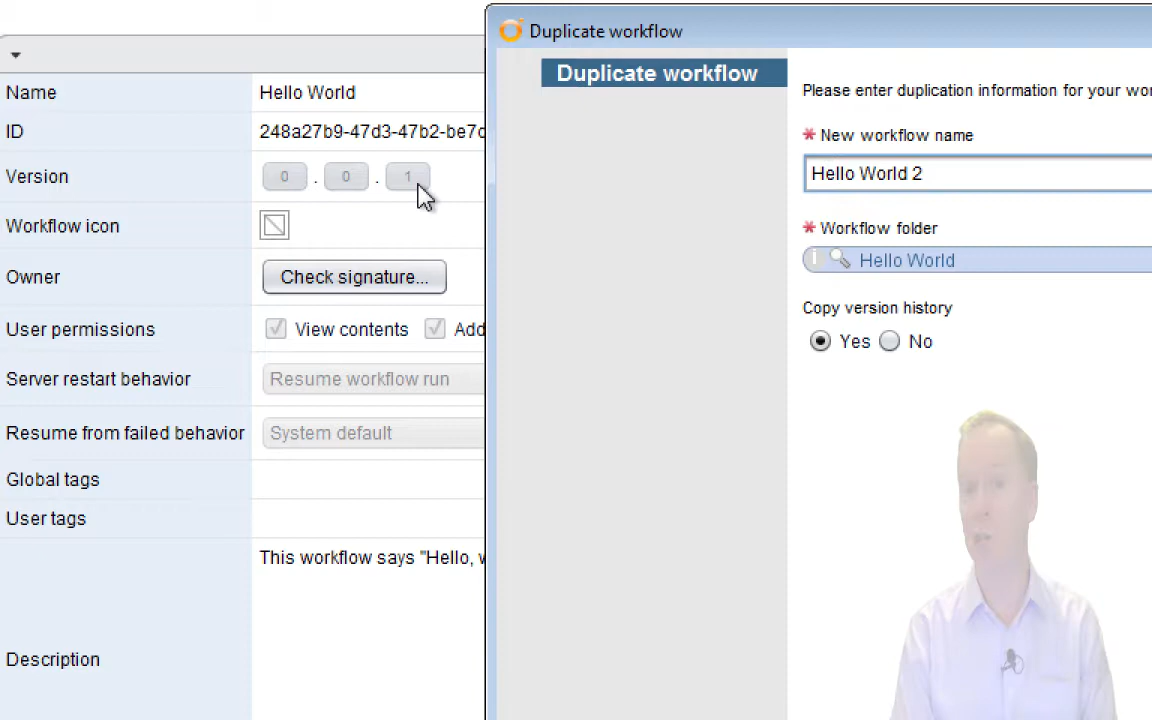 Name
Hello World
ID
248a27b9-47d3-47b2-be7c
Version
0 . 0 . 1
Workflow icon
Owner
Check signature...
User permissions
View contents
Add
Server restart behavior
Resume workflow run
Resume from failed behavior
System default
Global tags
User tags
This workflow says "Hello, w
Description
Duplicate workflow
Duplicate workflow
Please enter duplication information for your wor
* New workflow name
Hello World 2
* Workflow folder
Hello World
Copy version history
Yes
No